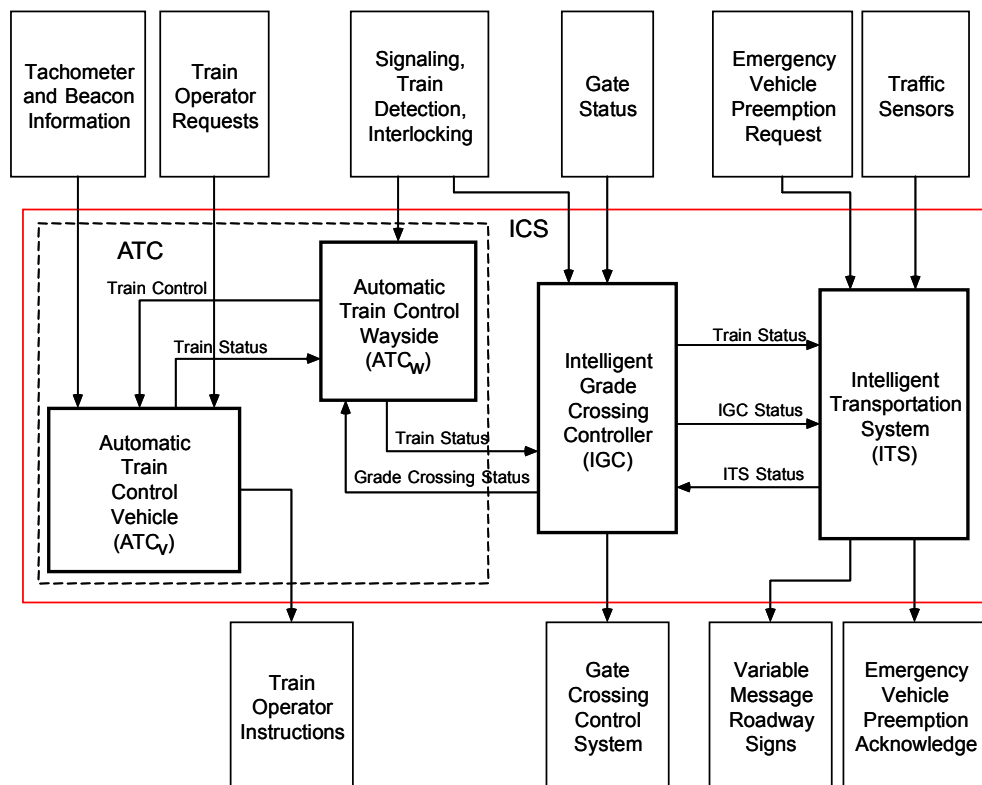 Tachometer
and Beacon
Information
Train
Operator
Requests
Signaling,
Train
Detection,
Interlocking
Gate
Status
Emergency
Vehicle
Preemption
Request
Traffic
Sensors
ICS
ATC
Automatic
Train Control
Wayside
(ATCW)
Train Control
Train Status
Automatic
Train
Control
Vehicle
(ATCV)
Train Status
Grade Crossing Status
Intelligent
Grade
Crossing
Controller
(IGC)
Train Status
IGC Status
ITS Status
Intelligent
Transportation
System
(ITS)
Train
Operator
Instructions
Gate
Crossing
Control
System
Variable
Message
Roadway
Signs
Emergency
Vehicle
Preemption
Acknowledge